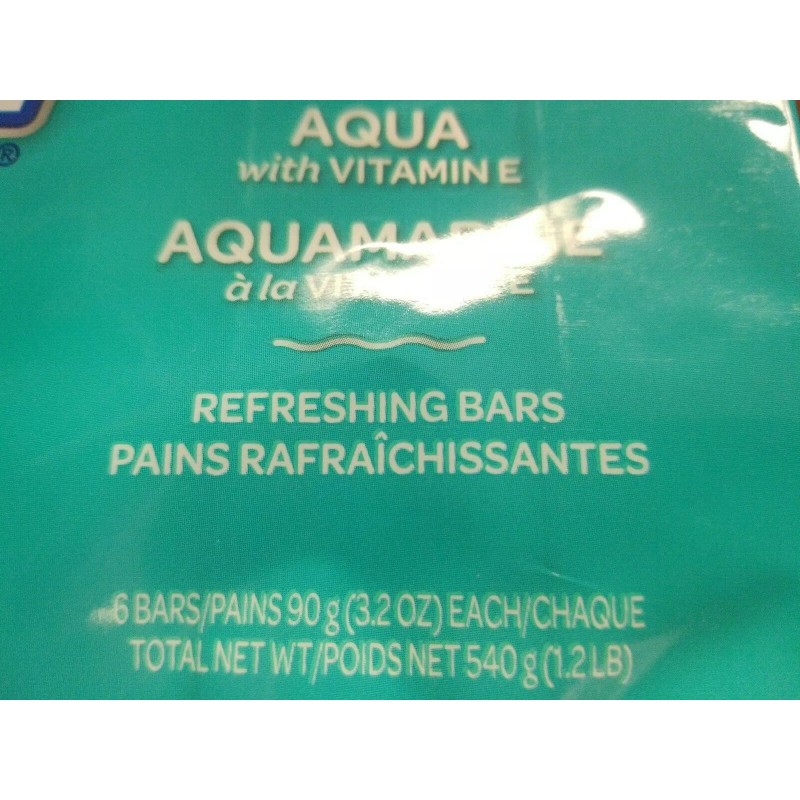 ®
AQUA
with VITAMIN E
à la
REFRESHING BARS
PAINS RAFRAÎCHISSANTES
6 BARS/PAINS 90 g (3.2 OZ) EACH/CHAQUE
TOTAL NET WT/POIDS NET 540 g (1.2 LB)